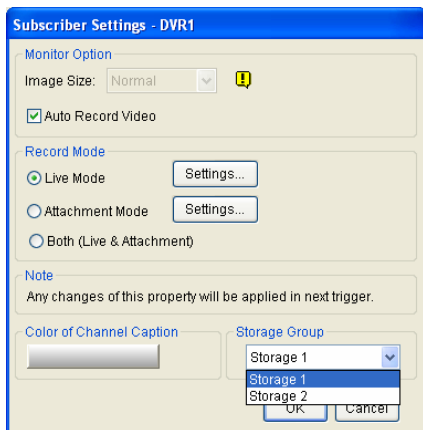 Subscriber Settings - DVR1
Monitor Option
Image Size: Normal
Auto Record Video
Record Mode
Live Mode Settings...
Attachment Mode Settings...
Both (Live & Attachment)
Note
Any changes of this property will be applied in next trigger.
Color of Channel Caption Storage Group
Storage 1
Storage 1
Storage 2
OK Cancel